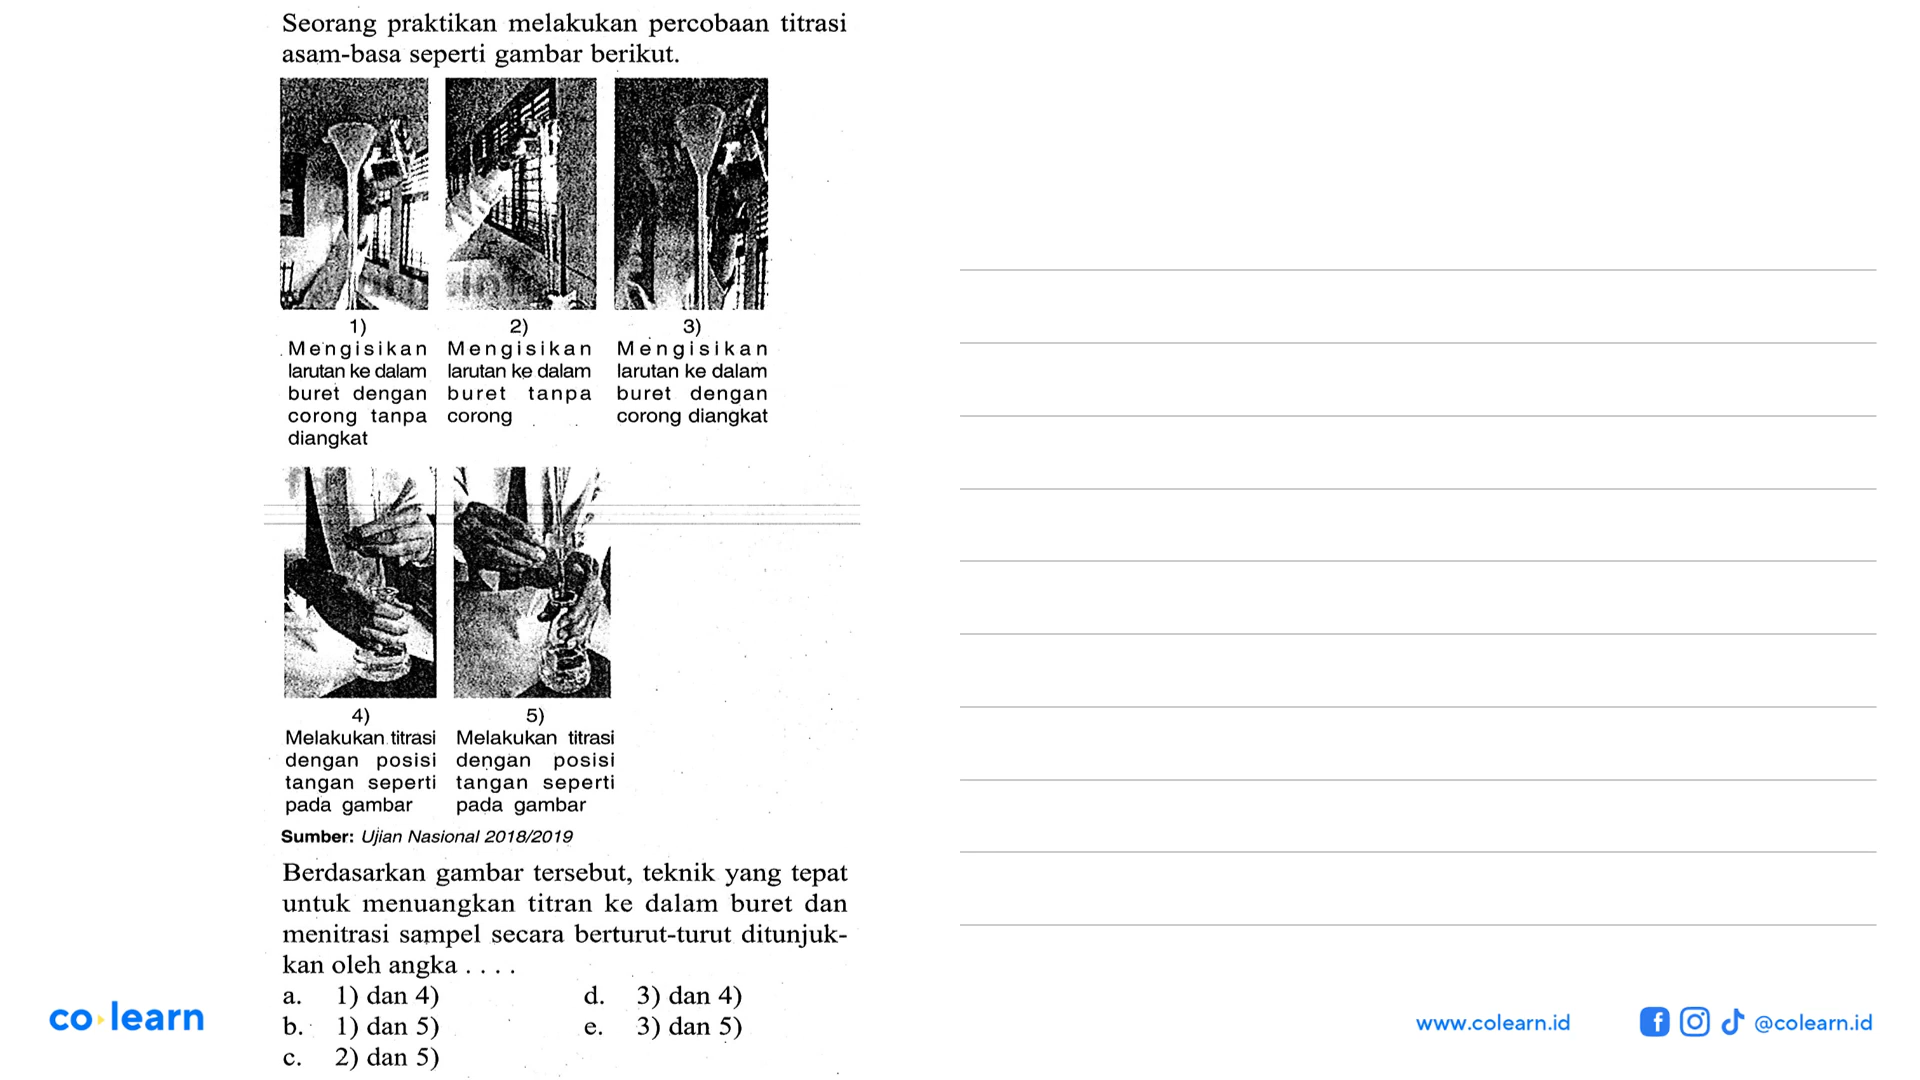 Seorang praktikan melakukan percobaan titrasi
asam-basa seperti gambar berikut.
1)
Mengisikan
larutan ke dalam
buret dengan
corong tanpa
diangkat
2)
Mengisikan
larutan ke dalam
buret tanpa
corong
3)
Mengisikan
larutan ke dalam
buret dengan
corong diangkat
4)
Melakukan titrasi
dengan posisi
tangan seperti
pada gambar
5)
Melakukan titrasi
dengan posisi
tangan seperti
pada gambar
Sumber: Ujian Nasional 2018/2019
Berdasarkan gambar tersebut, teknik yang tepat
untuk menuangkan titran ke dalam buret dan
menitrasi sampel secara berturut-turut ditunjuk-
kan oleh angka . . . .
a. 1) dan 4)
b. 1) dan 5)
c. 2) dan 5)
d. 3) dan 4)
e. 3) dan 5)
co learn
www.colearn.id
@colearn.id